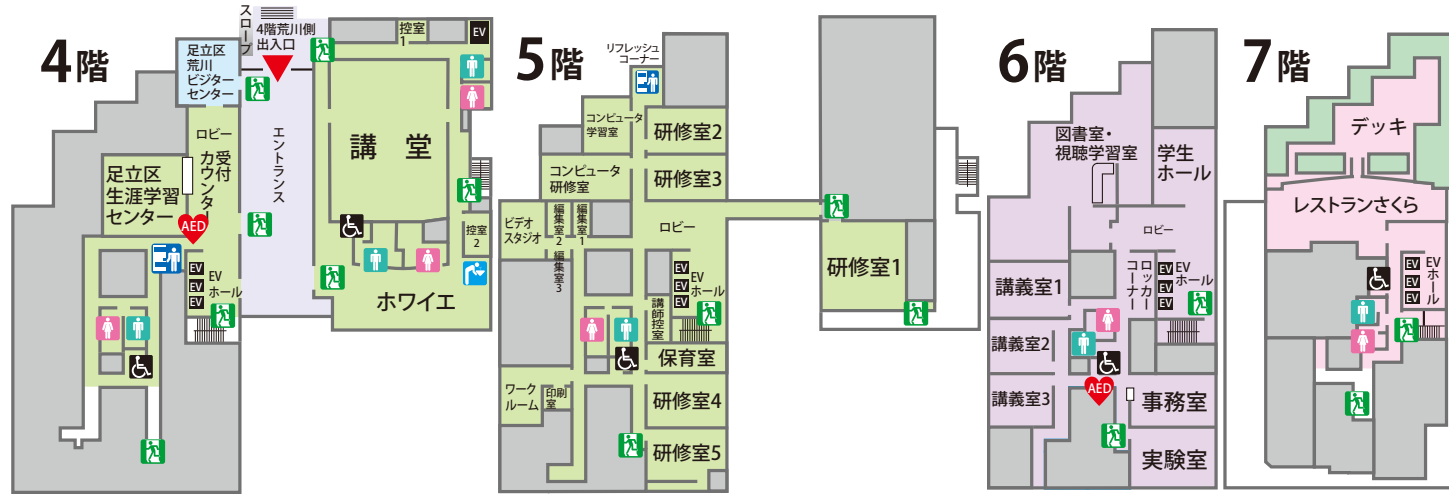 4階
スロープ
4階荒川側
出入口
足立区
荒川
ビジター
センター
控室
1
EV
ロビー
受付
カウンター
エントランス
講 堂
足立区
生涯学習
センター
AED
控室
2
EV
EV
EV
EV
ホール
ホワイエ
5階
リフレッシュ
コーナー
コンピュータ
学習室
研修室2
コンピュータ
研修室
研修室3
ビデオ
スタジオ
編集室2
編集室1
編集室3
ロビー
EV
EV
EV
EV
ホール
講師控室
保育室
ワーク
ルーム
印刷
室
研修室4
研修室5
研修室1
6階
図書室・
視聴学習室
学生
ホール
ロビー
ロッカー
コーナー
EV
EV
EV
EV
ホール
講義室1
講義室2
講義室3
AED
事務室
実験室
7階
デッキ
レストランさくら
EV
EV
EV
EV
ホール